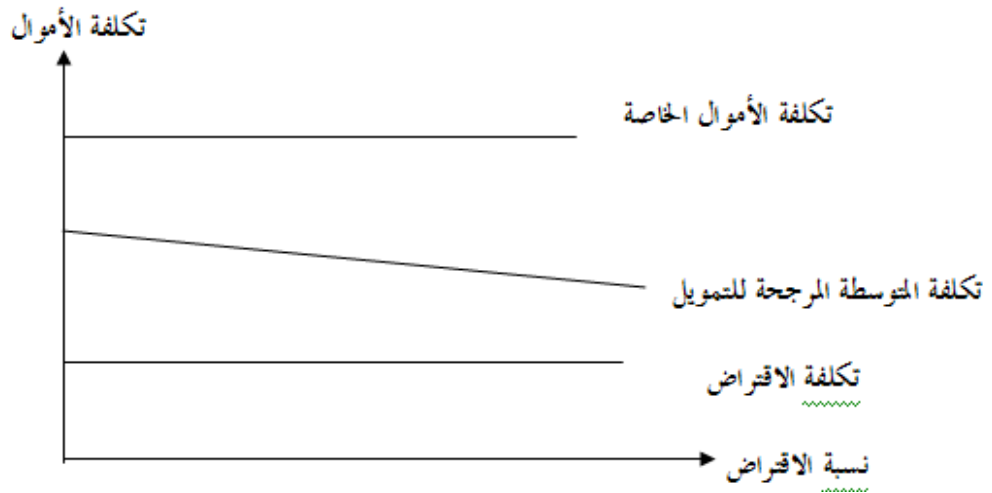 تكلفة الأموال
تكلفة الأموال الخاصة
تكلفة المتوسطة المرجحة للتمويل
تكلفة الاقتراض
نسبة الاقتراض